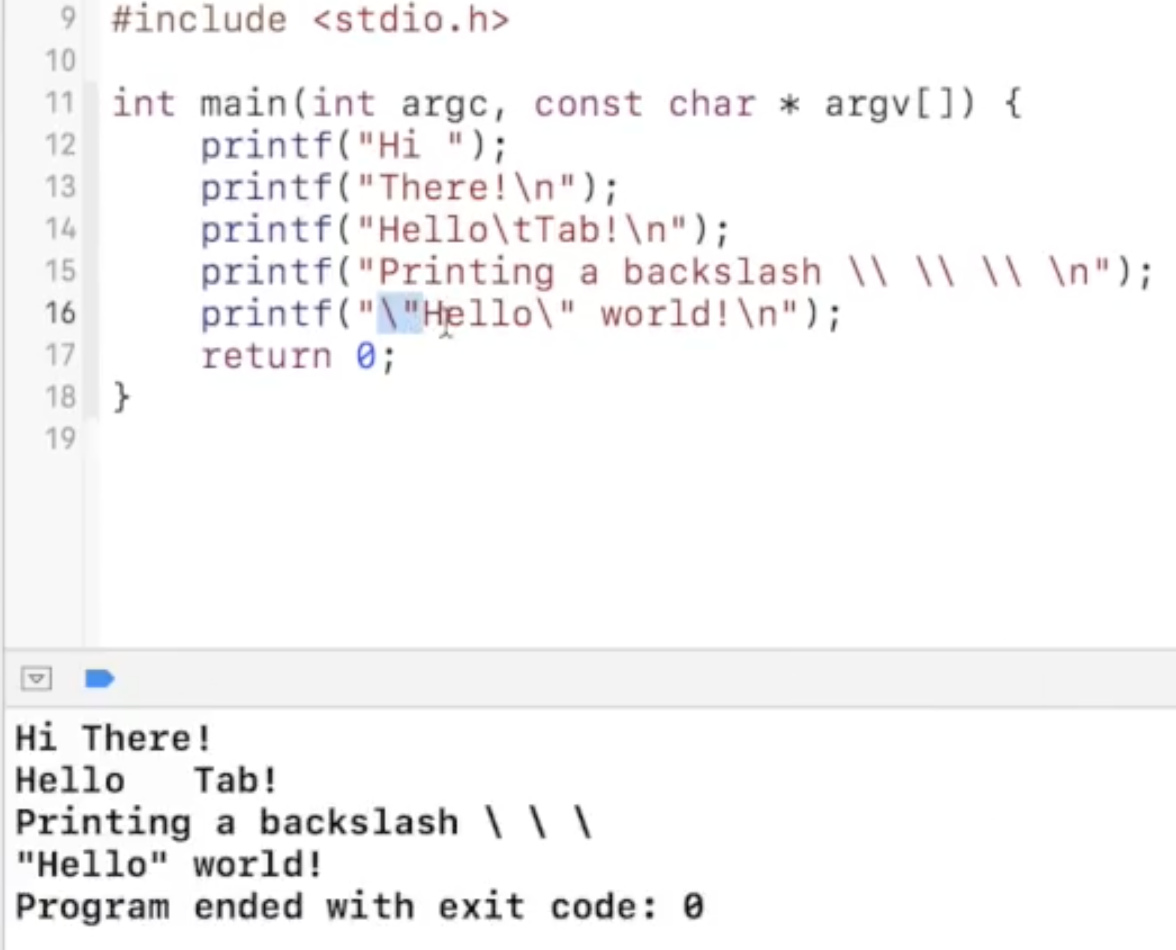 9 #include <stdio.h>
10
11 int main(int argc, const char * argv[]) {
12     printf("Hi ");
13     printf("There!\n");
14     printf("Hello\tTab!\n");
15     printf("Printing a backslash \\ \\ \\ \n");
16     printf("\"Hello\" world!\n");
17     return 0;
18 }
19
Hi There!
Hello   Tab!
Printing a backslash \ \ \
"Hello" world!
Program ended with exit code: 0